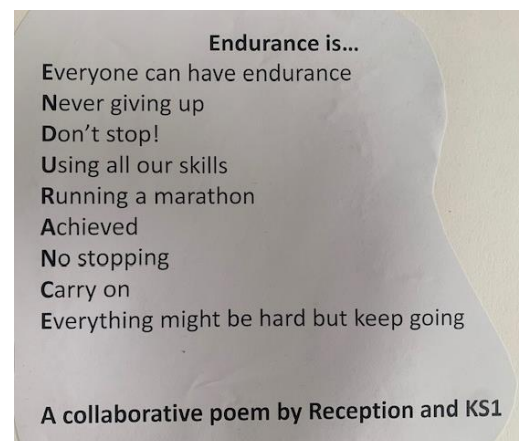 Endurance is...
Everyone can have endurance
Never giving up
Don't stop!
Using all our skills
Running a marathon
Achieved
No stopping
Carry on
Everything might be hard but keep going
A collaborative poem by Reception and KS1